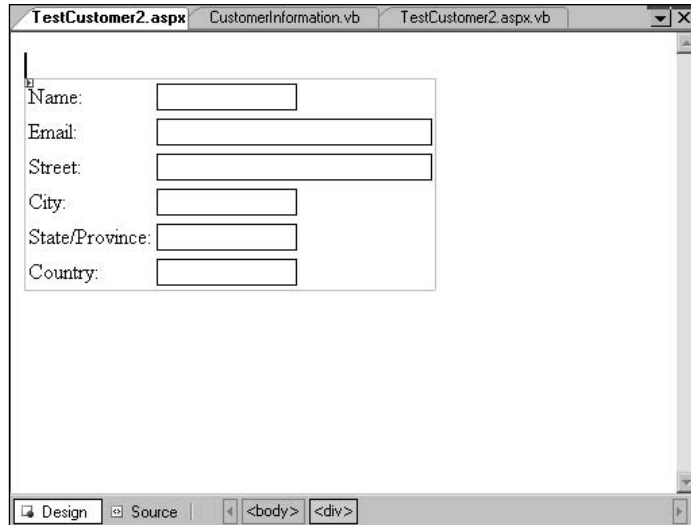 TestCustomer2.aspx CustomerInformation.vb TestCustomer2.aspx.vb
Name:
Email:
Street:
City:
State/Province:
Country:
Design Source <body> <div>